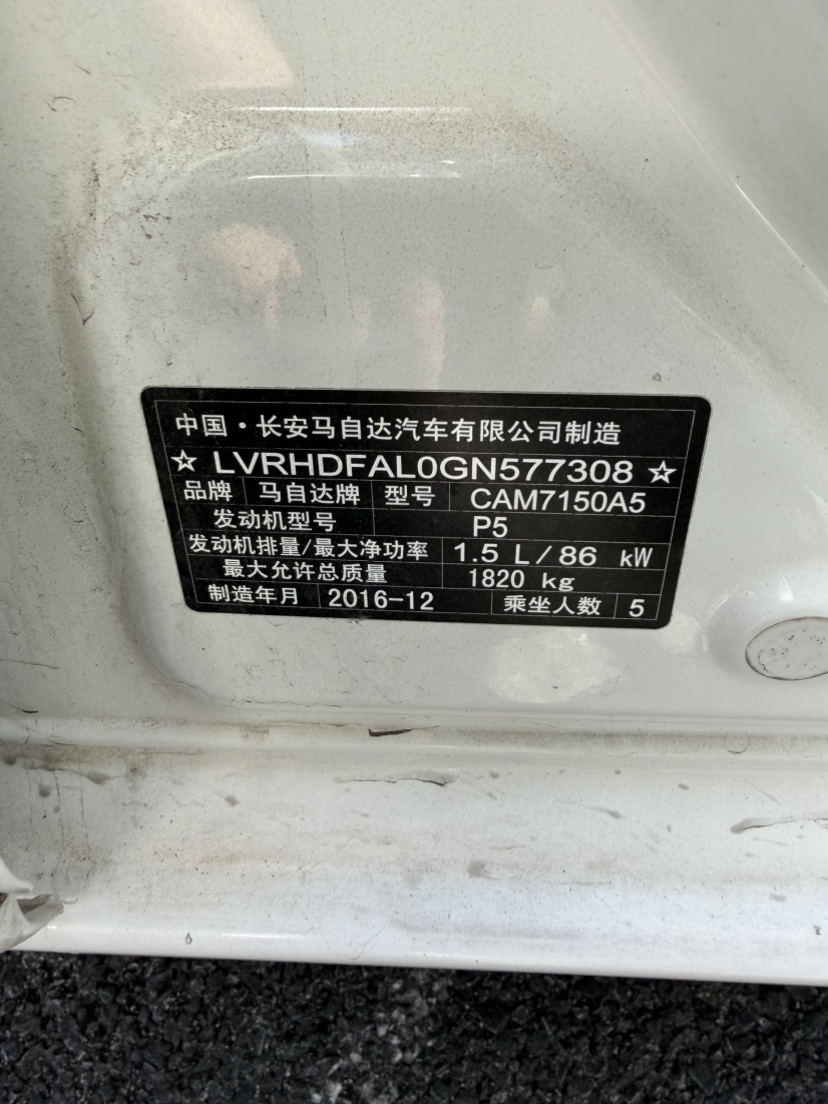 中国·长安马自达汽车有限公司制造
☆ LVRHDFAL0GN577308 ☆
品牌 马自达牌 型号 CAM7150A5
发动机型号 P5
发动机排量/最大净功率 1.5 L/86 kW
最大允许总质量 1820 kg
制造年月 2016-12 乘坐人数 5